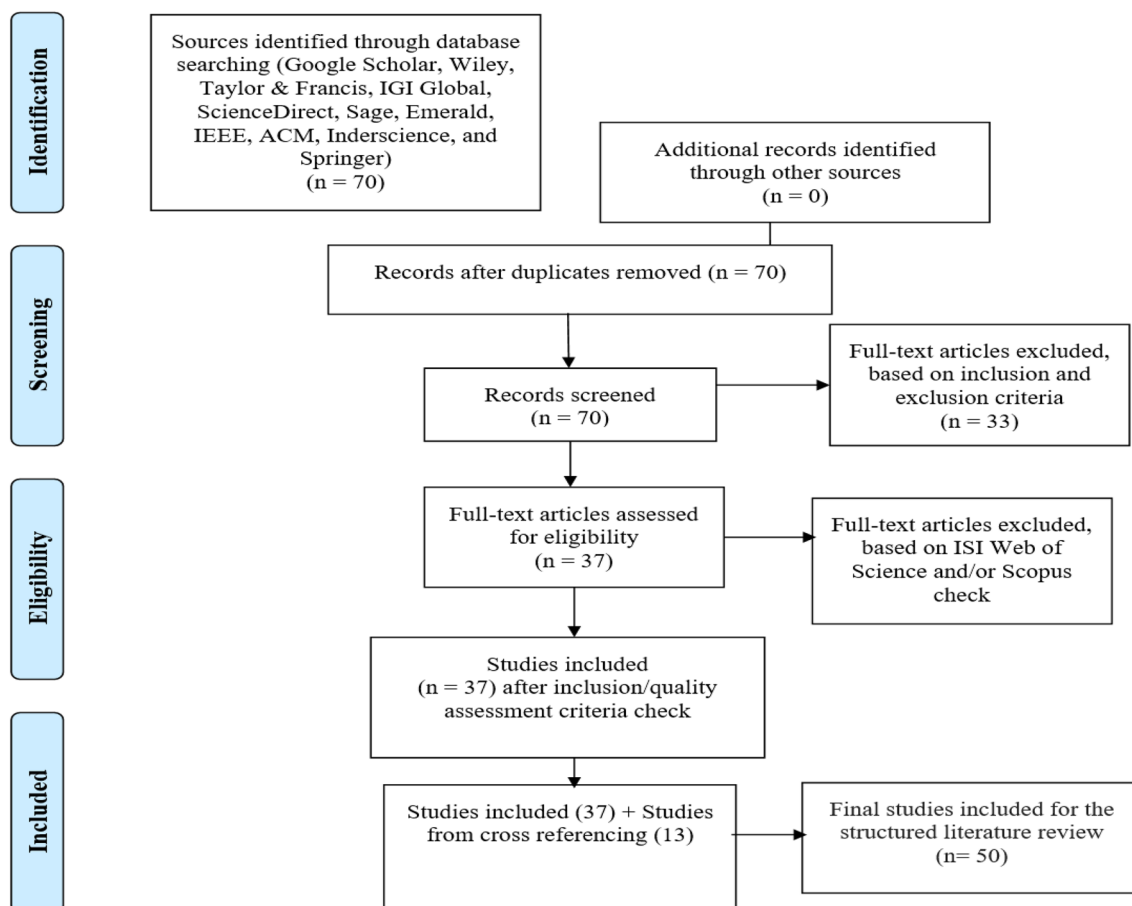 Identification
Sources identified through database
searching (Google Scholar, Wiley,
Taylor & Francis, IGI Global,
ScienceDirect, Sage, Emerald,
IEEE, ACM, Inderscience, and
Springer)
(n = 70)
Additional records identified
through other sources
(n = 0)
Screening
Records after duplicates removed (n = 70)
Records screened
(n = 70)
Full-text articles excluded,
based on inclusion and
exclusion criteria
(n = 33)
Eligibility
Full-text articles assessed
for eligibility
(n = 37)
Full-text articles excluded,
based on ISI Web of
Science and/or Scopus
check
Studies included
(n = 37) after inclusion/quality
assessment criteria check
Included
Studies included (37) + Studies
from cross referencing (13)
Final studies included for the
structured literature review
(n= 50)